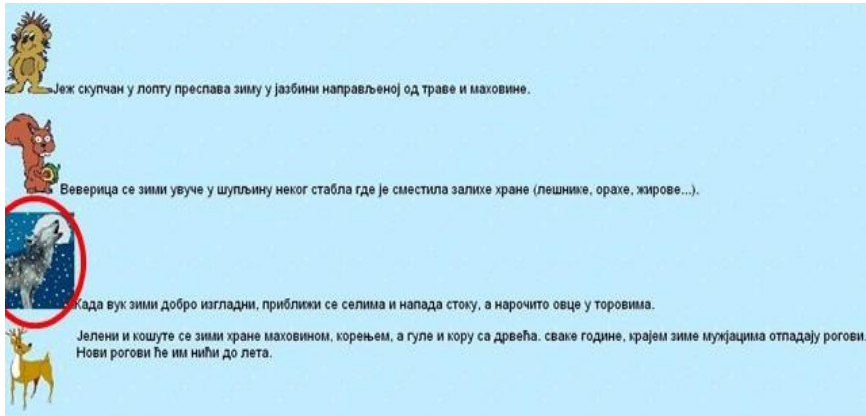 Јеж скупчан у лопту преспава зиму у јазбини направљеној од траве и маховине.
Веверица се зими увуче у шупљину неког стабла где је сместила залихе хране (лешнике, орахе, жирове...).
Када вук зими добро изгладни, приближи се селима и напада стоку, а нарочито овце у торовима.
Јелени и кошуте се зими хране маховином, корењем, а гуле и кору са дрвећа. сваке године, крајем зиме мужјацима отпадају рогови.
Нови рогови ће им нићи до лета.